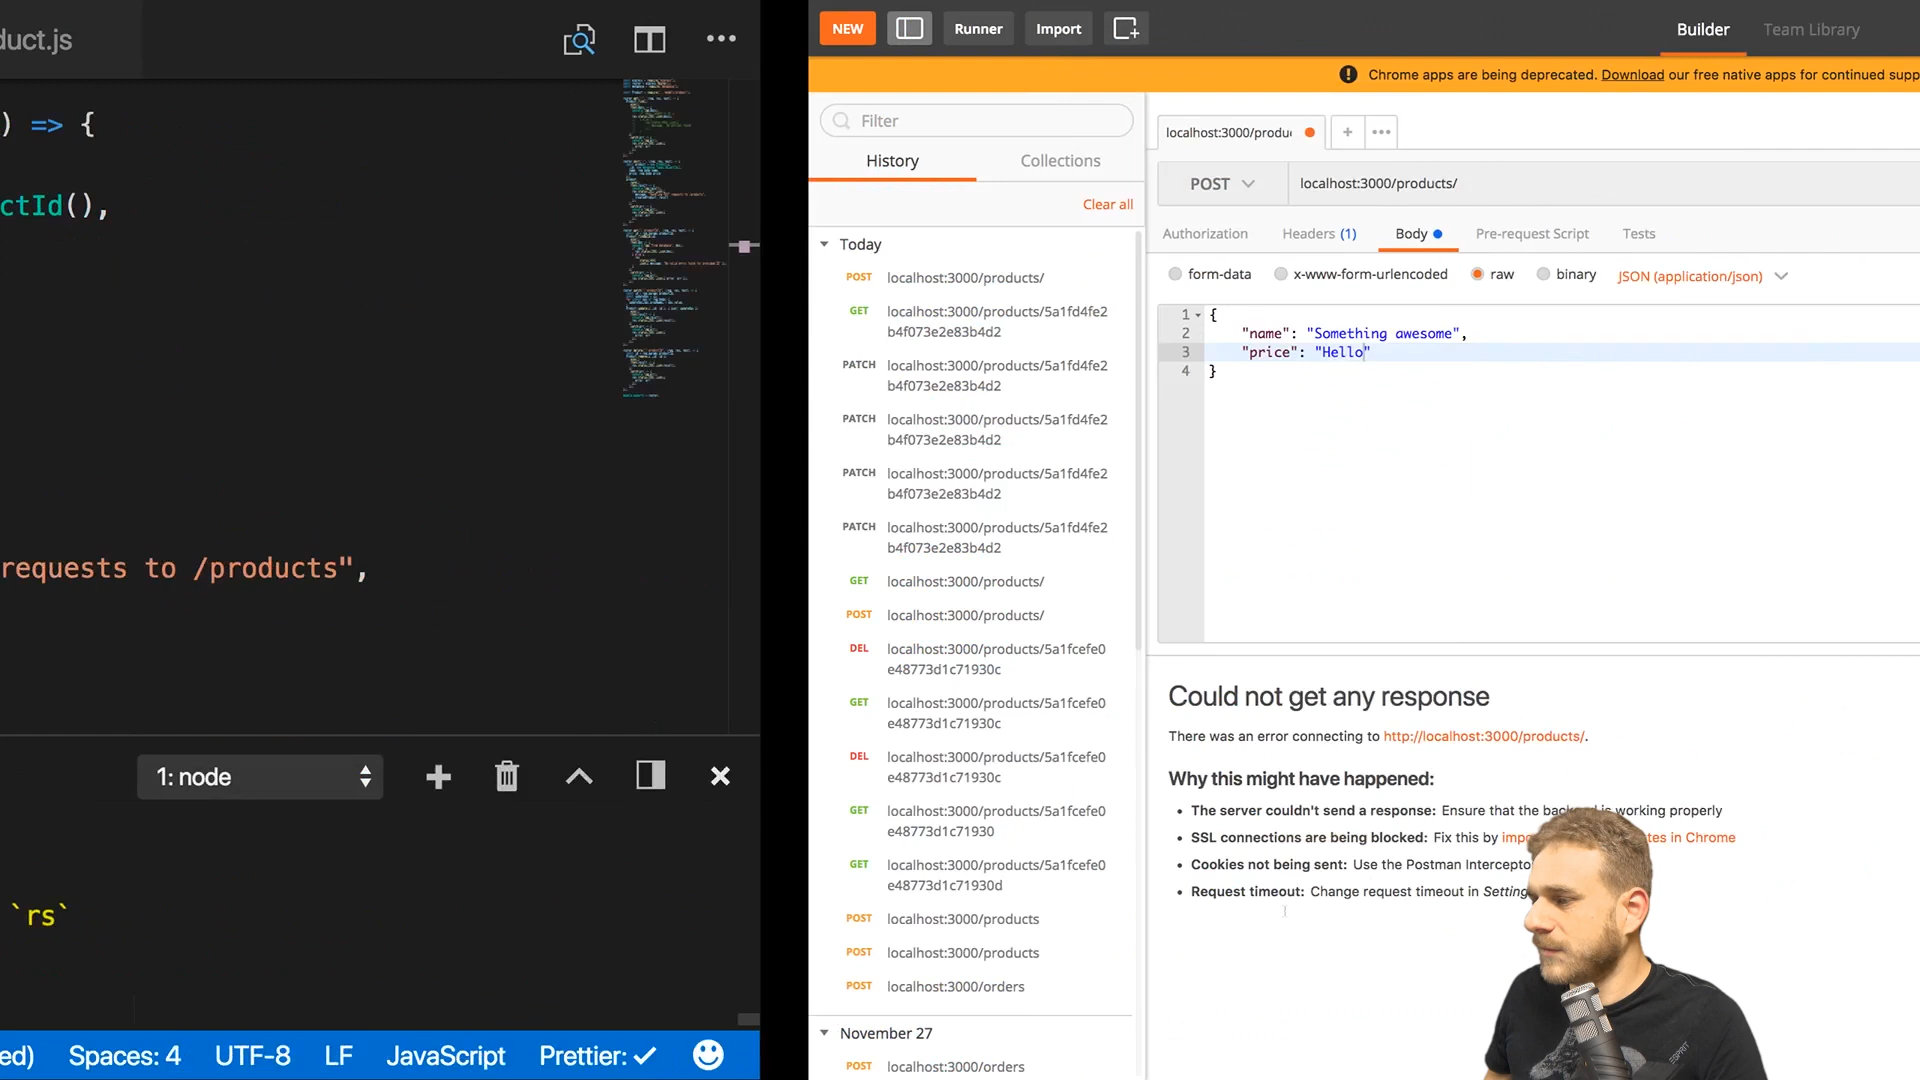 duct.js
) => {
ctId(),
requests to /products",
1: node
`rs`
ed)
Spaces: 4
UTF-8
LF
JavaScript
Prettier: ✓
NEW
Runner
Import
Builder
Team Library
Chrome apps are being deprecated. Download our free native apps for continued supp
Filter
History
Collections
Clear all
Today
POST localhost:3000/products/
GET localhost:3000/products/5a1fd4fe2
b4f073e2e83b4d2
PATCH localhost:3000/products/5a1fd4fe2
b4f073e2e83b4d2
PATCH localhost:3000/products/5a1fd4fe2
b4f073e2e83b4d2
PATCH localhost:3000/products/5a1fd4fe2
b4f073e2e83b4d2
PATCH localhost:3000/products/5a1fd4fe2
b4f073e2e83b4d2
GET localhost:3000/products/
POST localhost:3000/products/
DEL localhost:3000/products/5a1fcefe0
e48773d1c71930c
GET localhost:3000/products/5a1fcefe0
e48773d1c71930c
DEL localhost:3000/products/5a1fcefe0
e48773d1c71930c
GET localhost:3000/products/5a1fcefe0
e48773d1c71930
GET localhost:3000/products/5a1fcefe0
e48773d1c71930d
POST localhost:3000/products
POST localhost:3000/products
POST localhost:3000/orders
November 27
POST localhost:3000/orders
localhost:3000/produ
POST
localhost:3000/products/
Authorization
Headers (1)
Body
Pre-request Script
Tests
form-data
x-www-form-urlencoded
raw
binary
JSON (application/json)
1 {
2 "name": "Something awesome",
3 "price": "Hello"
4 }
Could not get any response
There was an error connecting to http://localhost:3000/products/.
Why this might have happened:
• The server couldn't send a response: Ensure that the back is working properly
• SSL connections are being blocked: Fix this by impo tes in Chrome
• Cookies not being sent: Use the Postman Intercepto
• Request timeout: Change request timeout in Setting
ESPRIT